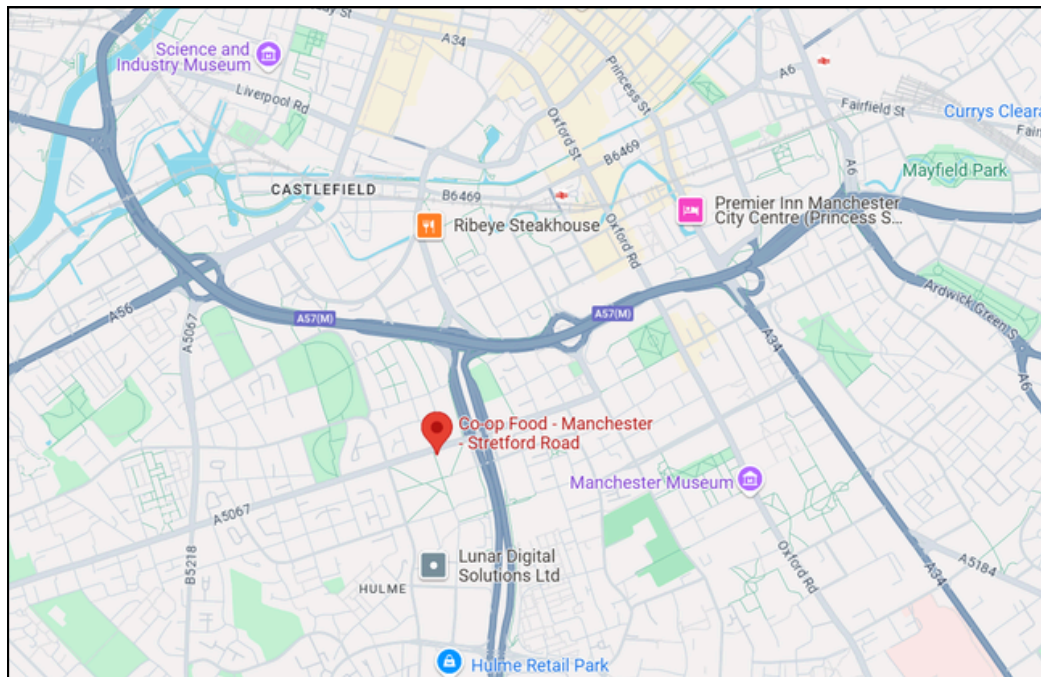 A34
Science and
Industry Museum
Princess St
A6
Liverpool Rd
Fairfield St
Currys Cleara
Oxford St
B6469
A6
Mayfield Park
CASTLEFIELD
B6469
Premier Inn Manchester
City Centre (Princess S...
Ribeye Steakhouse
Oxford Rd
A56
A57(M)
A57(M)
Ardwick Green S
A5067
A34
A6
Co-op Food - Manchester
- Stretford Road
Manchester Museum
A5067
Lunar Digital
Solutions Ltd
Oxford Rd
A34
A5184
B5218
HULME
Hulme Retail Park